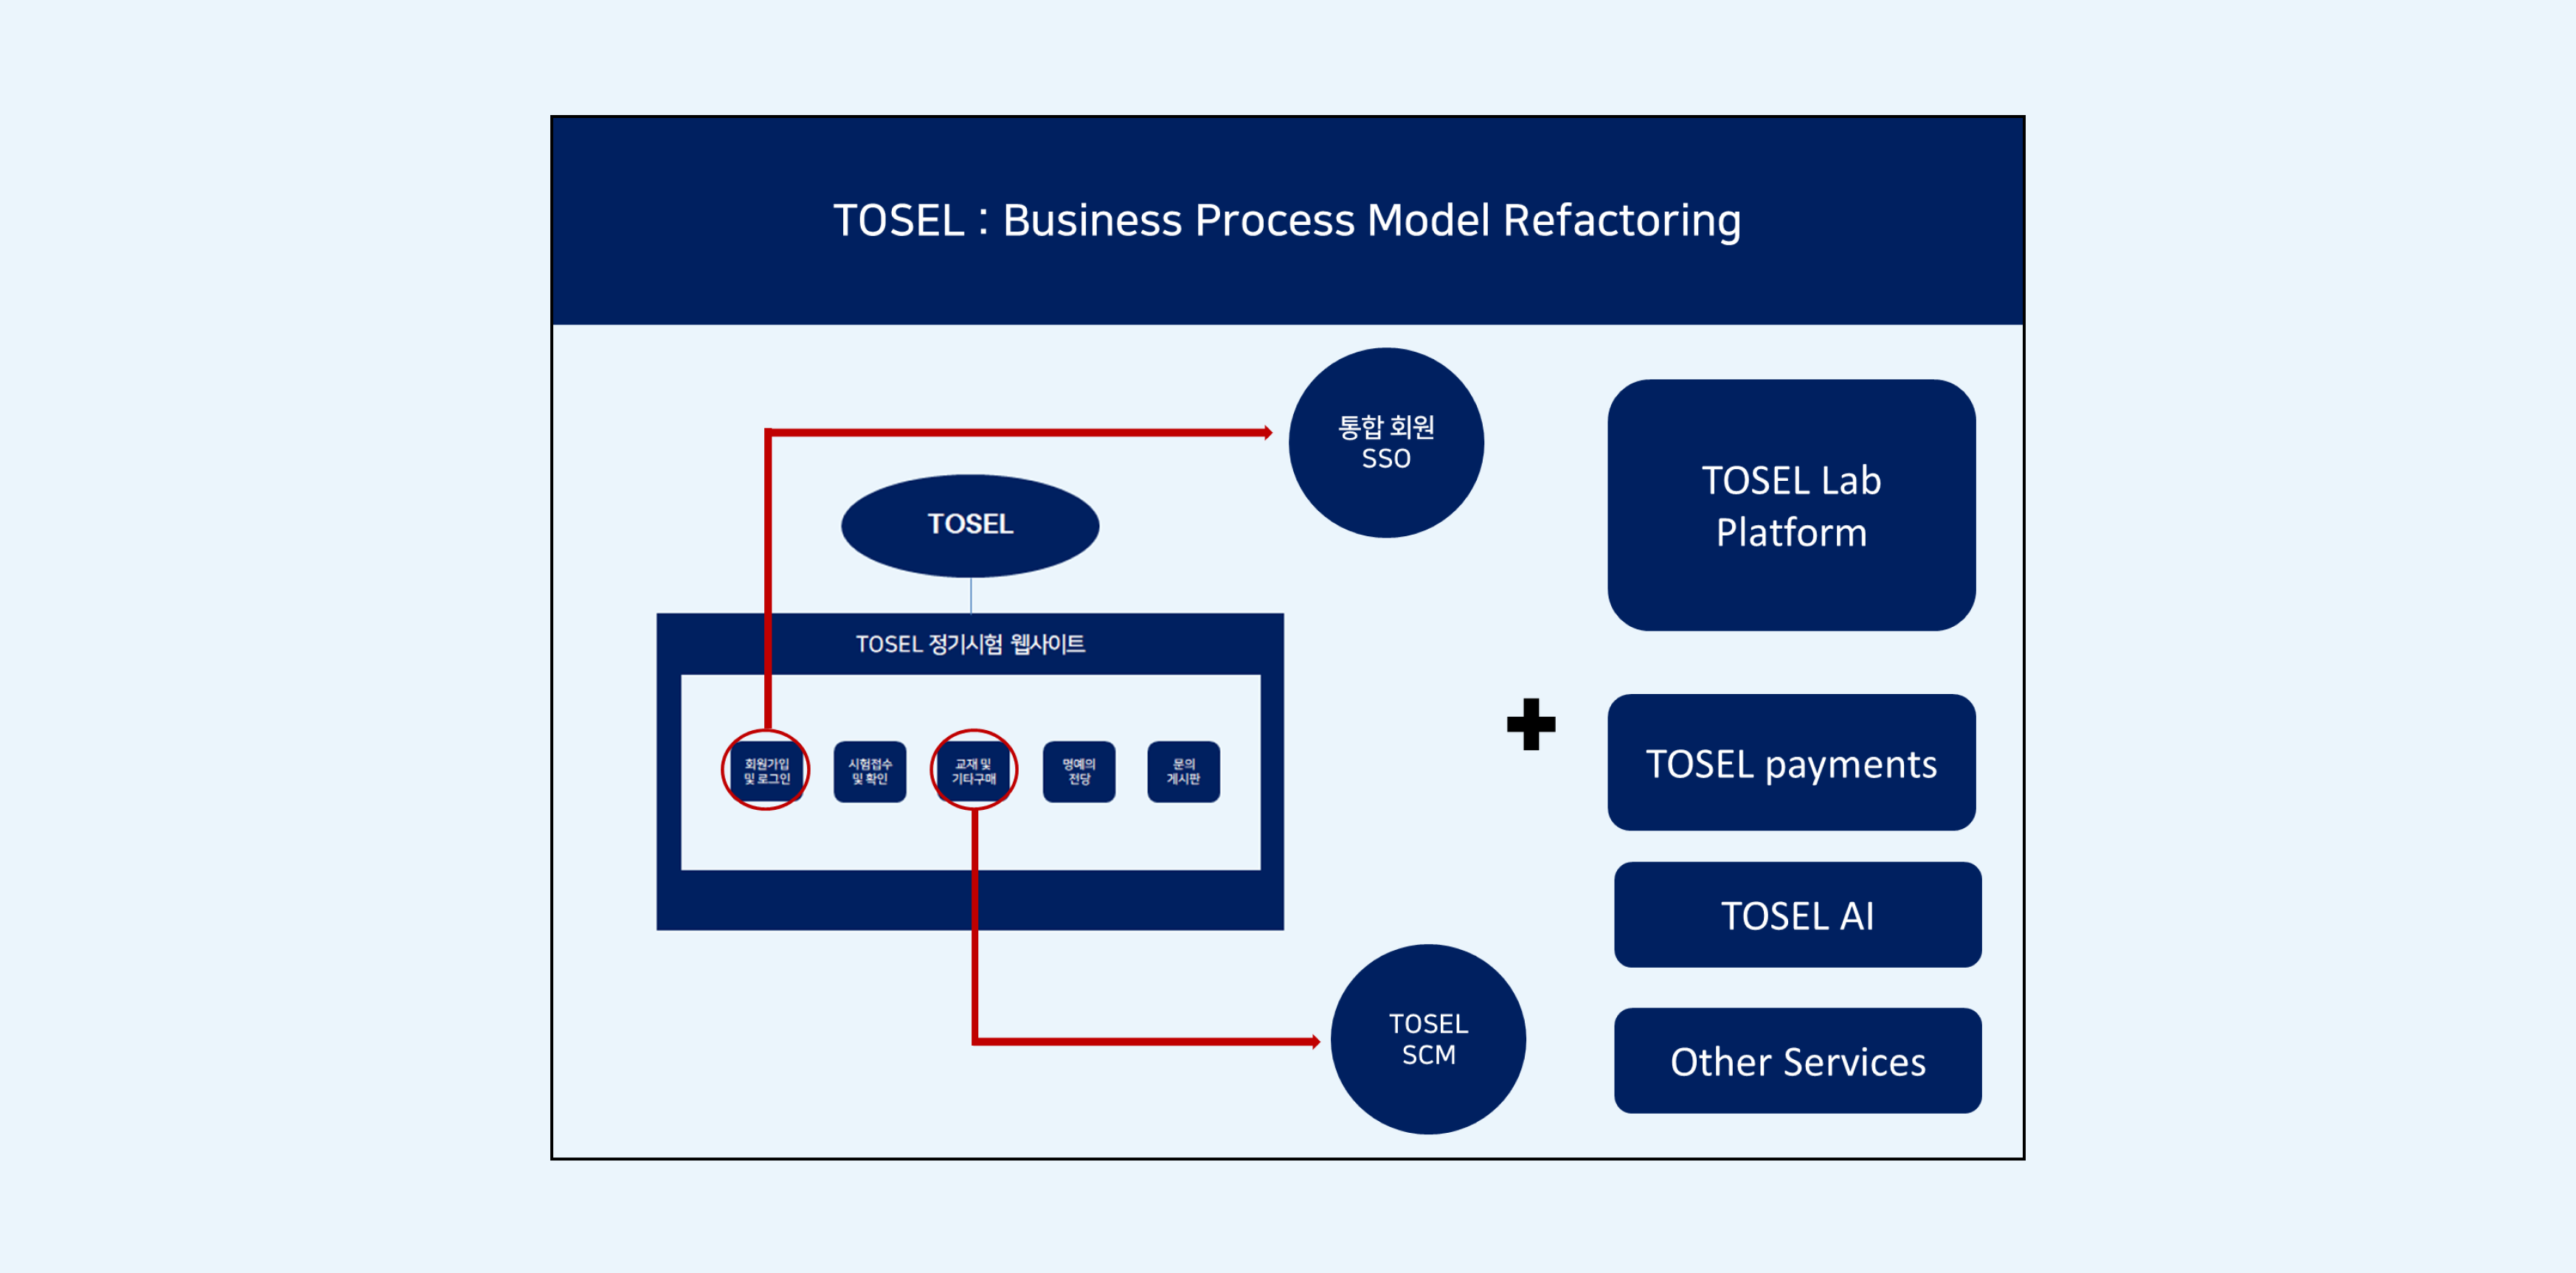 TOSEL : Business Process Model Refactoring
통합 회원
SSO
TOSEL
TOSEL 정기시험 웹사이트
회원가입
및 로그인
시험접수
및 확인
교재 및
기타구매
명예의
전당
문의
게시판
TOSEL
SCM
TOSEL Lab
Platform
TOSEL payments
TOSEL AI
Other Services